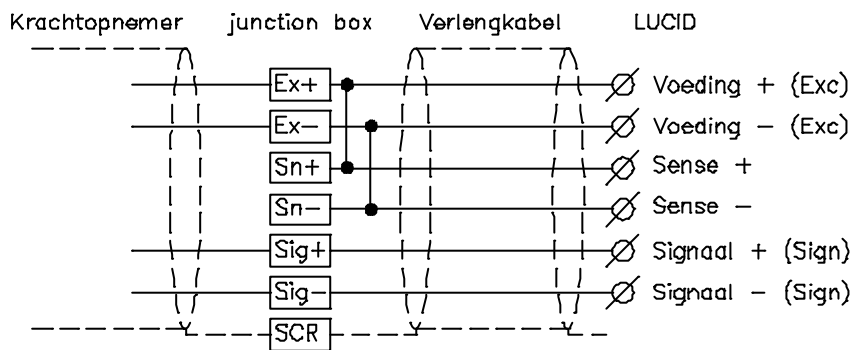 Krachtopnemer junction box Verlengkabel LUCID
Ex+ Voeding + (Exc)
Ex- Voeding - (Exc)
Sn+ Sense +
Sn- Sense -
Sig+ Signaal + (Sign)
Sig- Signaal - (Sign)
SCR